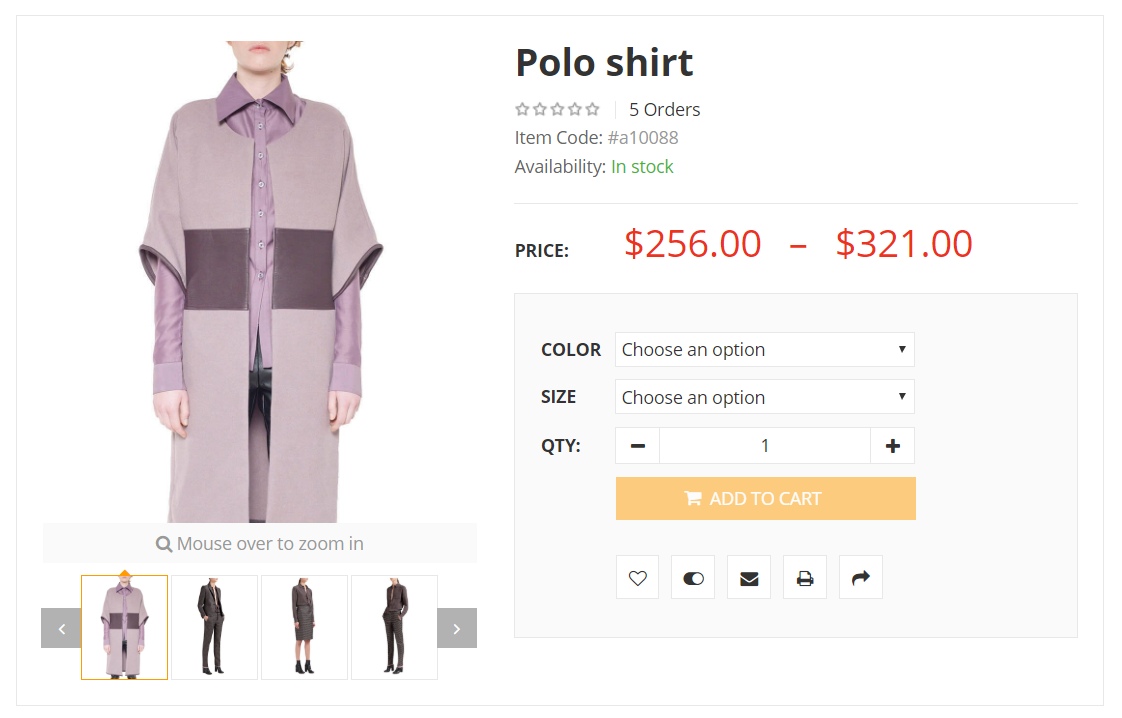 Polo shirt
5 Orders
Item Code: #a10088
Availability: In stock
PRICE: $256.00 – $321.00
COLOR Choose an option
SIZE Choose an option
QTY: 1
ADD TO CART
Mouse over to zoom in